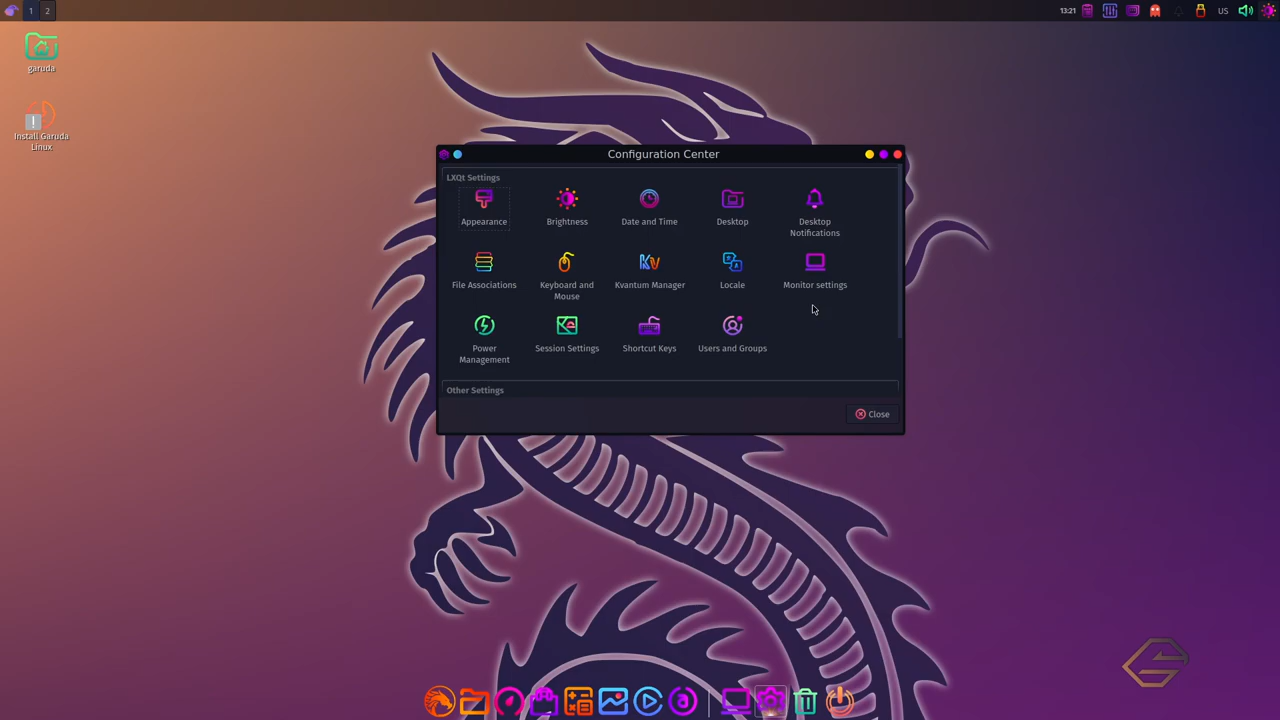 1 2
13:21
US
garuda
Install Garuda
Linux
Configuration Center
LXQt Settings
Appearance
Brightness
Date and Time
Desktop
Desktop
Notifications
File Associations
Keyboard and
Mouse
Kvantum Manager
Locale
Monitor settings
Power
Management
Session Settings
Shortcut Keys
Users and Groups
Other Settings
Close